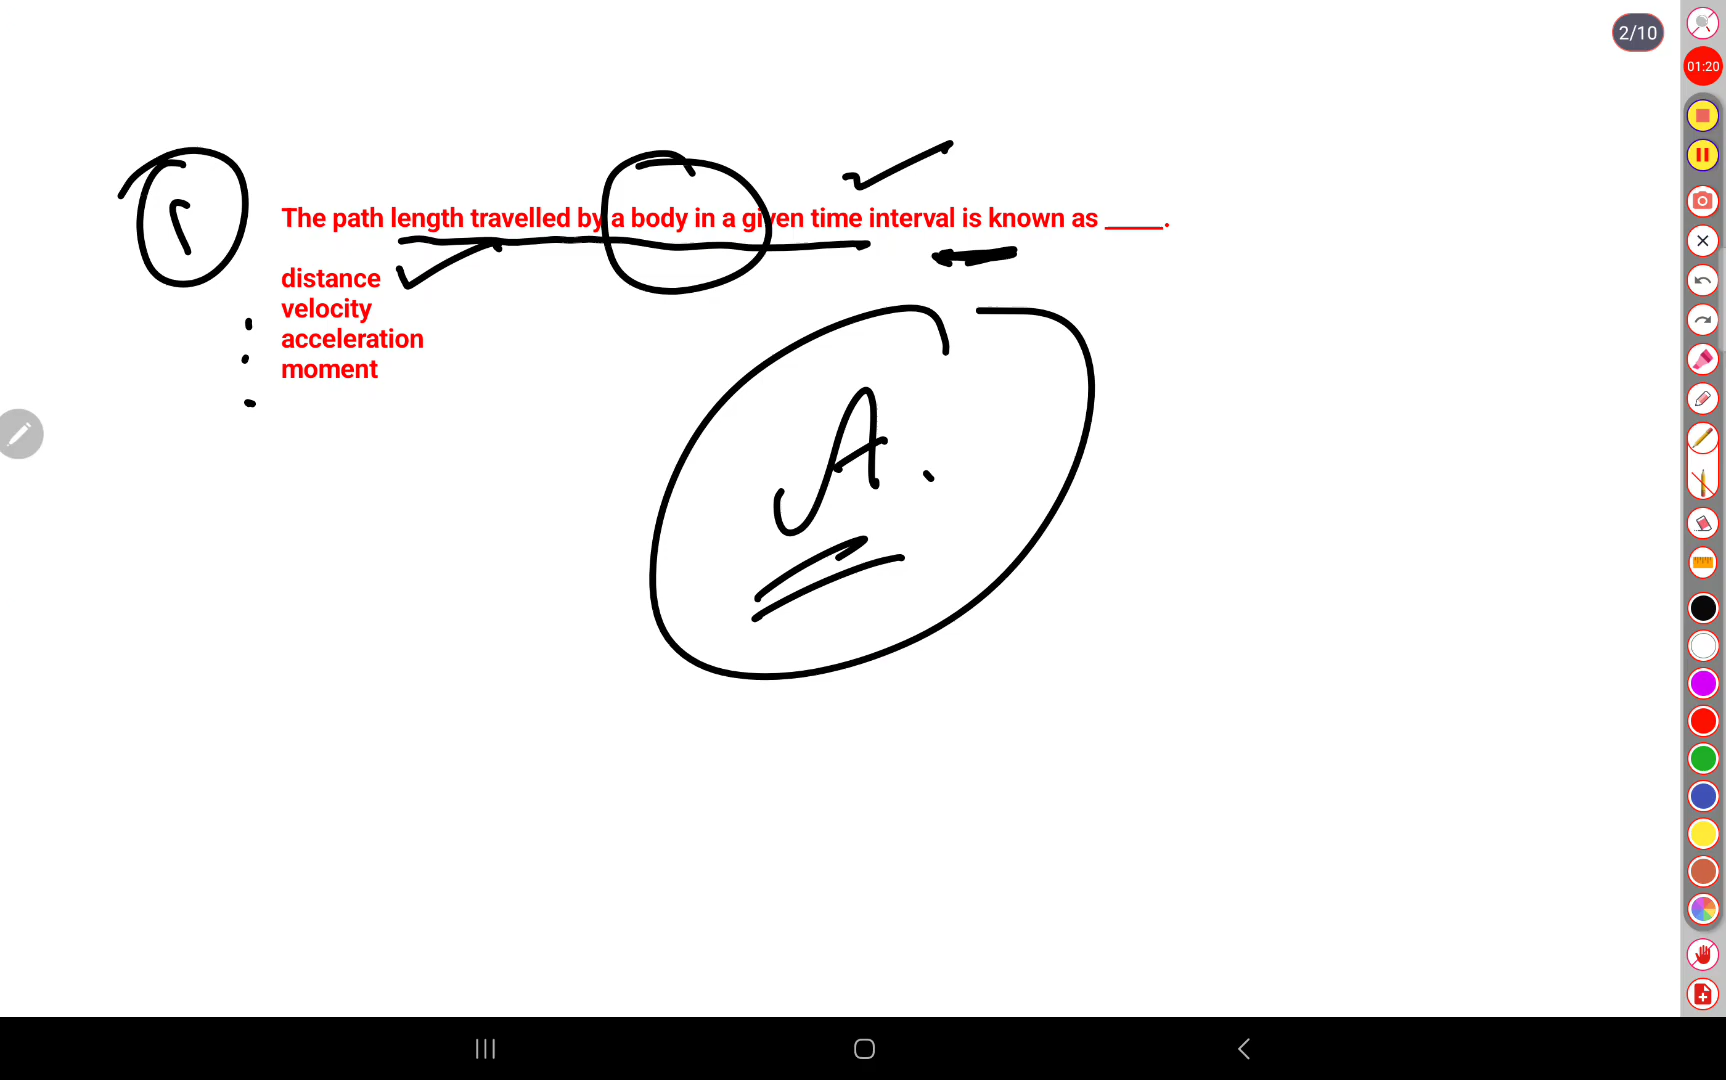 2/10
01:20
The path length travelled by a body in a given time interval is known as _____.
distance
velocity
acceleration
moment
A.